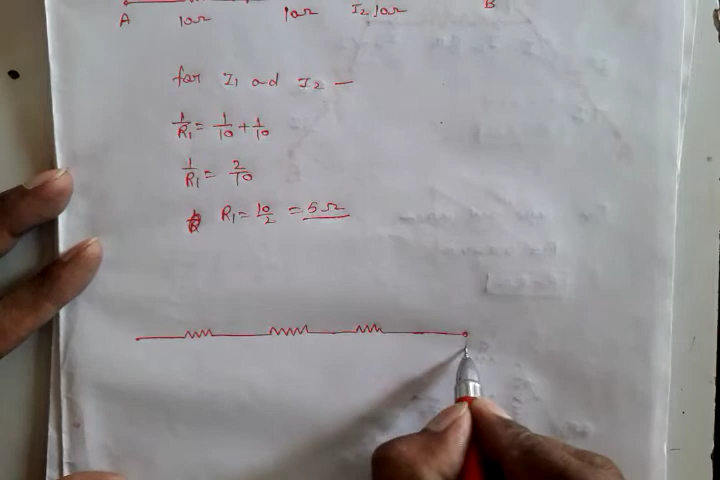 A 10Ω 10Ω I2 10Ω B
for I1 and I2 —
1/R1 = 1/10 + 1/10
1/R1 = 2/10
R1 = 10/2 = 5Ω